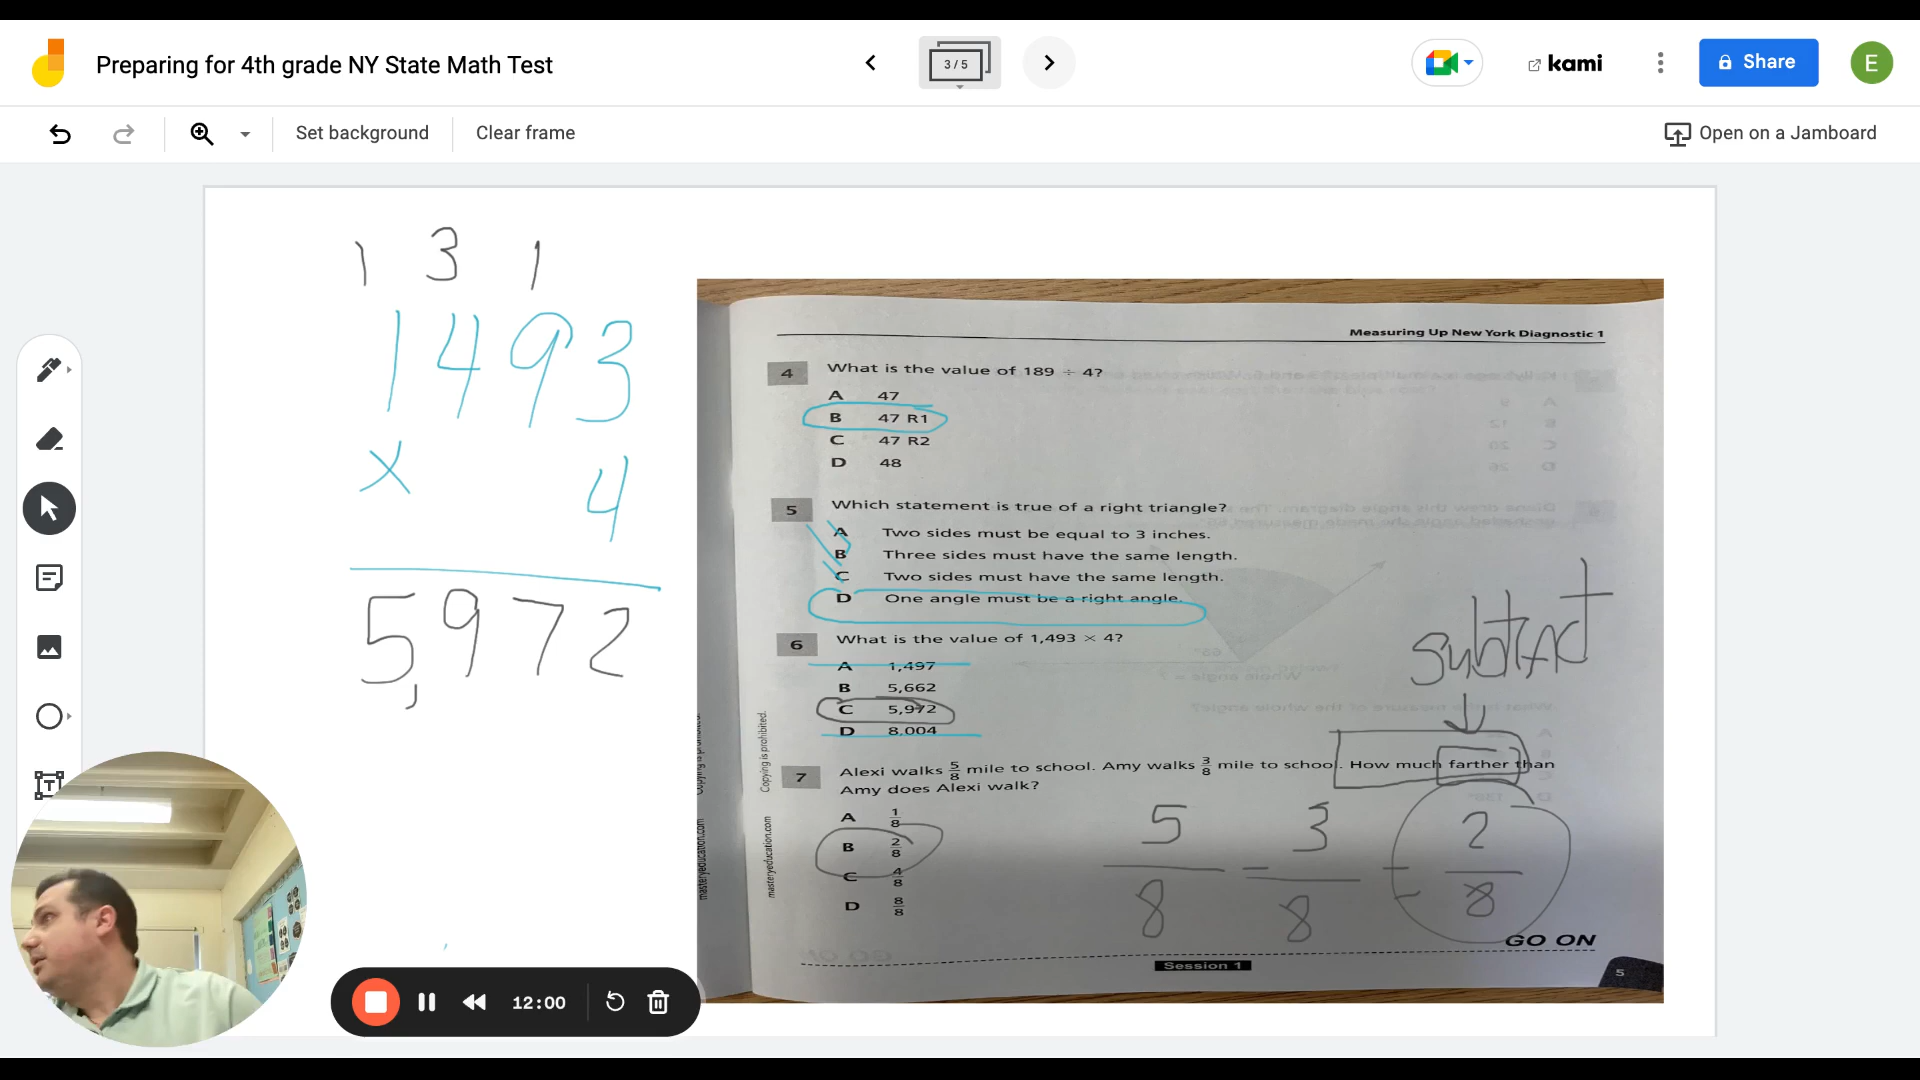 Preparing for 4th grade NY State Math Test
3 / 5
kami
Share
E
Set background
Clear frame
Open on a Jamboard
1 3 1
1493
x 4
5,972
Measuring Up New York Diagnostic 1
4 What is the value of 189 ÷ 4?
A 47
B 47 R1
C 47 R2
D 48
5 Which statement is true of a right triangle?
A Two sides must be equal to 3 inches.
B Three sides must have the same length.
C Two sides must have the same length.
D One angle must be a right angle.
6 What is the value of 1,493 × 4?
A 1,497
B 5,662
C 5,972
D 8,004
subtract
7 Alexi walks 5/8 mile to school. Amy walks 3/8 mile to school. How much farther than
Amy does Alexi walk?
A 1/8
B 2/8
C 4/8
D 8/8
5/8 - 3/8 = 2/8
GO ON
Session 1
5
Copying is prohibited.
masteryeducation.com
12:00